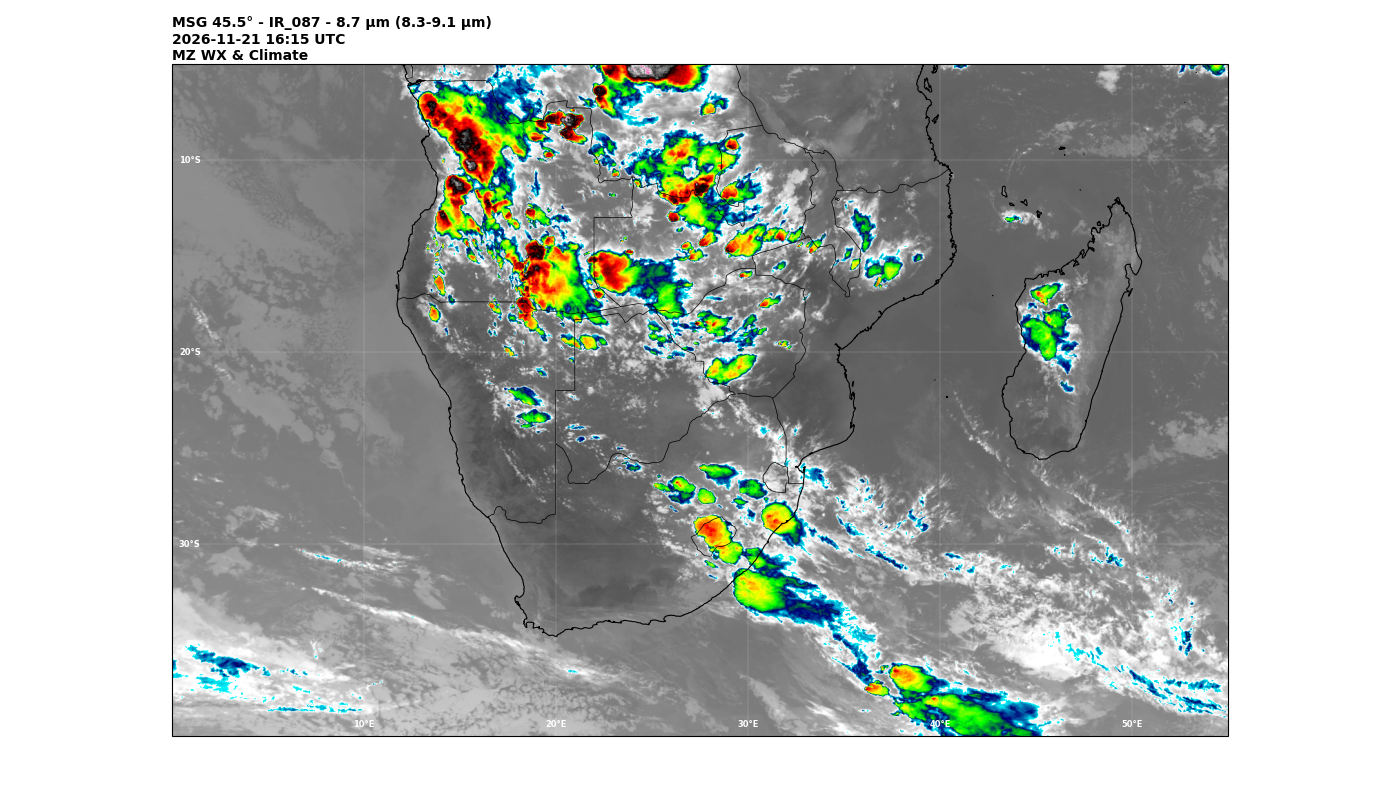 MSG 45.5° - IR_087 - 8.7 µm (8.3-9.1 µm)
2026-11-21 16:15 UTC
MZ WX & Climate
10°S
20°S
30°S
10°E
20°E
30°E
40°E
50°E